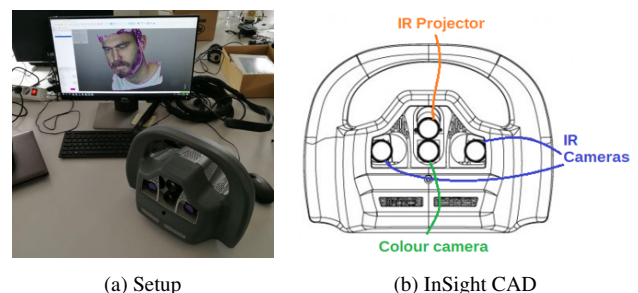 IR Projector
IR
Cameras
Colour camera
(a) Setup
(b) InSight CAD